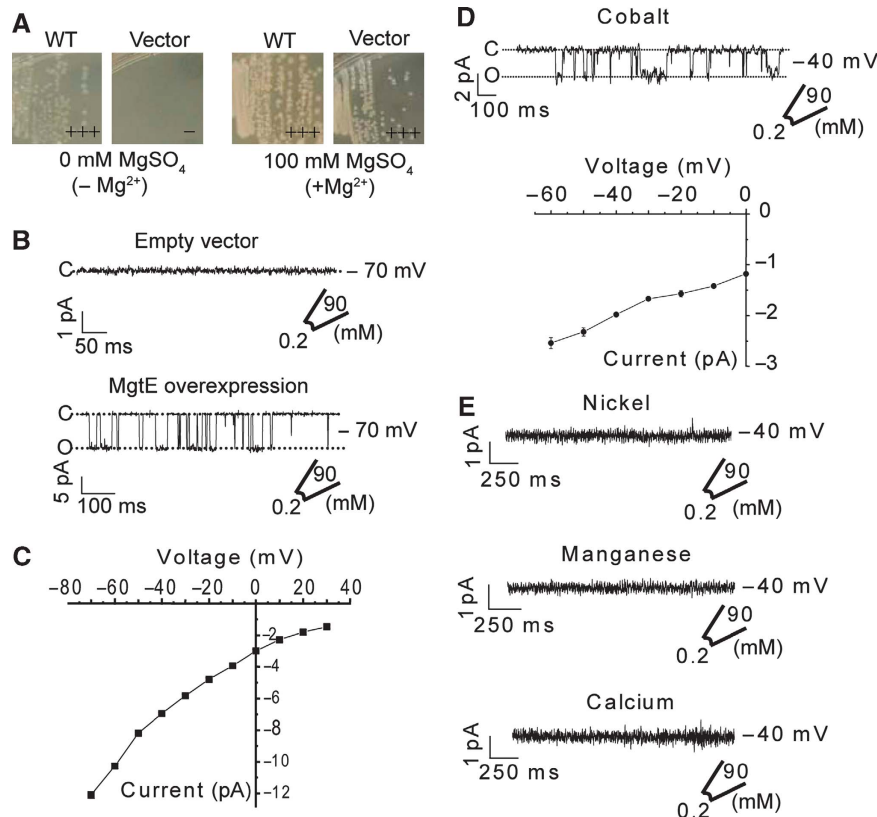 A
WT
Vector
WT
Vector
+++
–
+++
+++
0 mM MgSO₄
(– Mg²⁺)
100 mM MgSO₄
(+Mg²⁺)
B
Empty vector
C
– 70 mV
1 pA
50 ms
90
0.2
(mM)
MgtE overexpression
C
O
– 70 mV
5 pA
100 ms
90
0.2
(mM)
C
Voltage (mV)
−80 −60 −40 −20 0 20 40
−2
−4
−6
−8
−10
−12
Current (pA)
D
Cobalt
C
O
−40 mV
2 pA
100 ms
90
0.2
(mM)
Voltage (mV)
−60 −40 −20 0
0
−1
−2
−3
Current (pA)
E
Nickel
−40 mV
1 pA
250 ms
90
0.2
(mM)
Manganese
−40 mV
1 pA
250 ms
90
0.2
(mM)
Calcium
−40 mV
1 pA
250 ms
90
0.2
(mM)